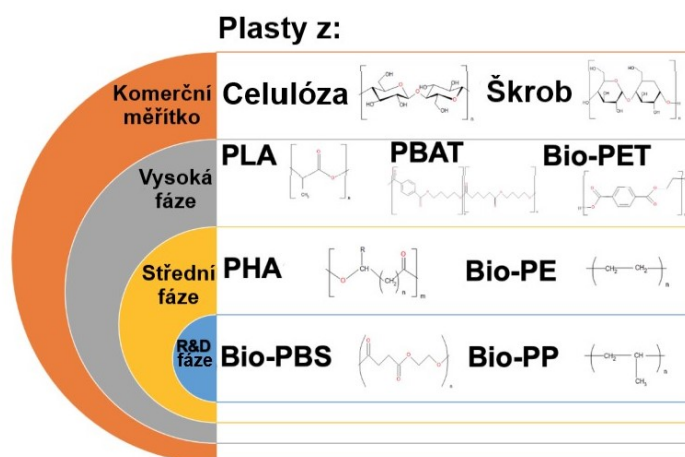 Plasty z:
Komerční
měřítko
Celulóza
Škrob
Vysoká
fáze
PLA
PBAT
Bio-PET
Střední
fáze
PHA
Bio-PE
R&D
fáze
Bio-PBS
Bio-PP